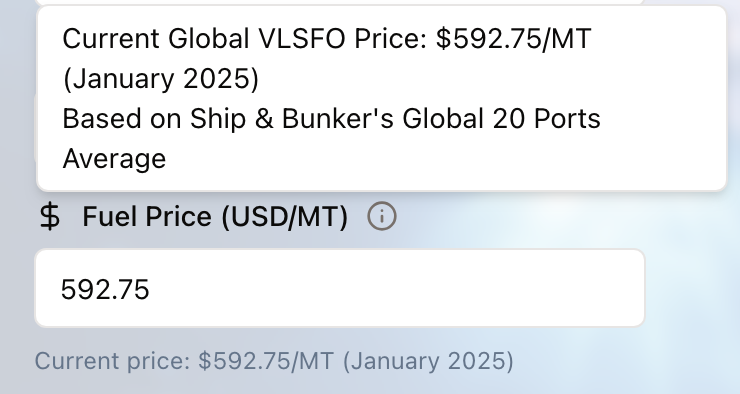 Current Global VLSFO Price: $592.75/MT
(January 2025)
Based on Ship & Bunker's Global 20 Ports
Average
$ Fuel Price (USD/MT)
592.75
Current price: $592.75/MT (January 2025)